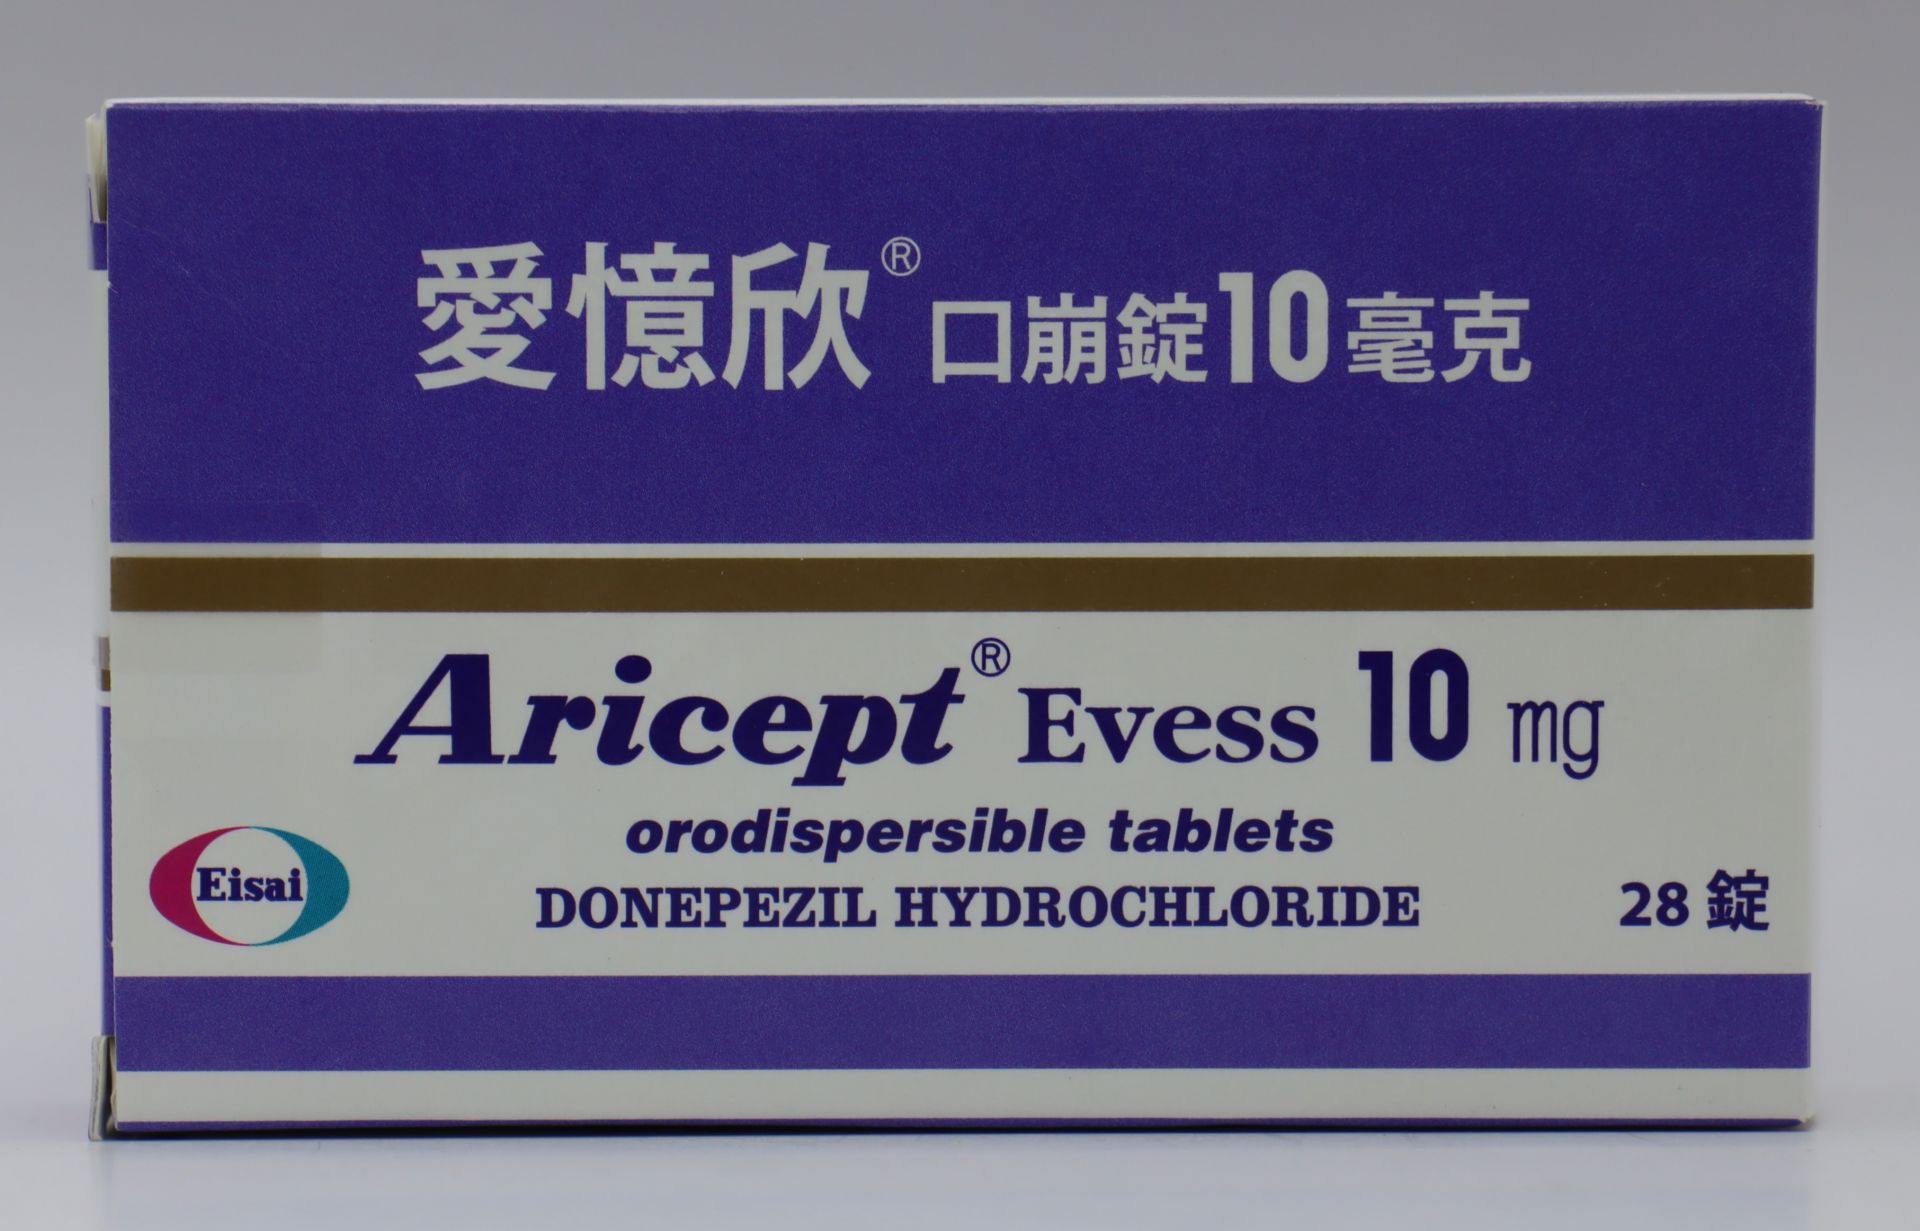 愛憶欣® 口崩錠10毫克
Aricept® Evess 10 mg
orodispersible tablets
Eisai
DONEPEZIL HYDROCHLORIDE
28 錠